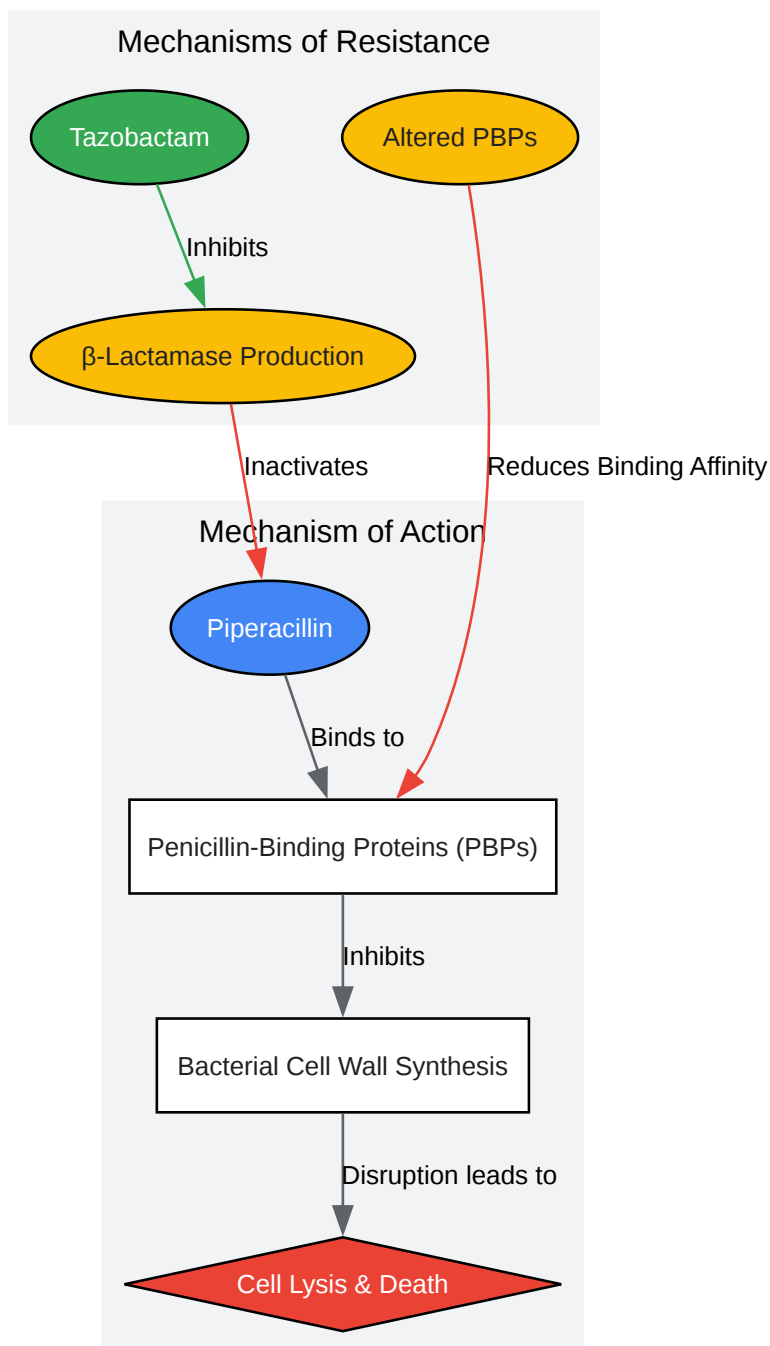 Mechanisms of Resistance
Tazobactam
Altered PBPs
Inhibits
β-Lactamase Production
Inactivates
Reduces Binding Affinity
Mechanism of Action
Piperacillin
Binds to
Penicillin-Binding Proteins (PBPs)
Inhibits
Bacterial Cell Wall Synthesis
Disruption leads to
Cell Lysis & Death